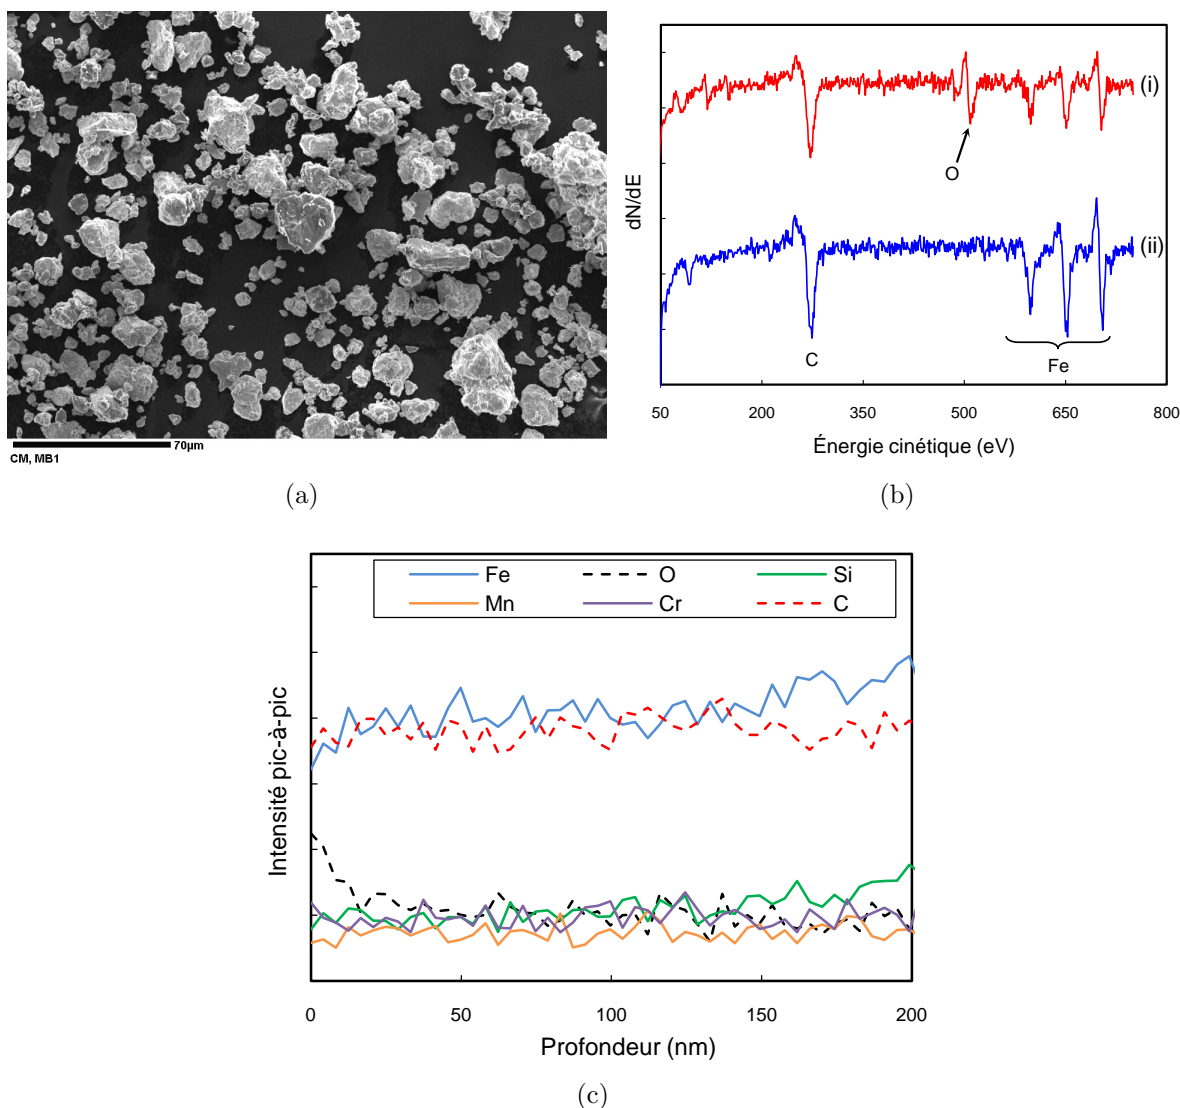 70µm
CM, MB1
(a)
dN/dE
(i)
O
(ii)
C
Fe
50 200 350 500 650 800
Énergie cinétique (eV)
(b)
Fe O Si
Mn Cr C
Intensité pic-à-pic
0 50 100 150 200
Profondeur (nm)
(c)